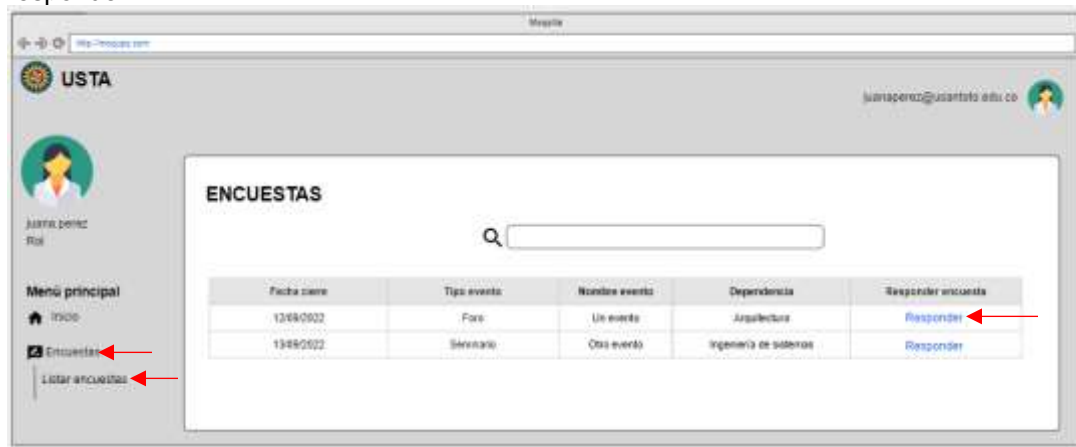 USTA
juanaperez@usantoto.edu.co
juana perez
Rol
ENCUESTAS
Menú principal
Inicio
Encuestas
Listar encuestas
Fecha cierre Tipo evento Nombre evento Dependencia Responder encuesta
12/09/2022 Foro Un evento Arquitectura Responder
13/09/2022 Seminario Otro evento Ingeniería de sistemas Responder